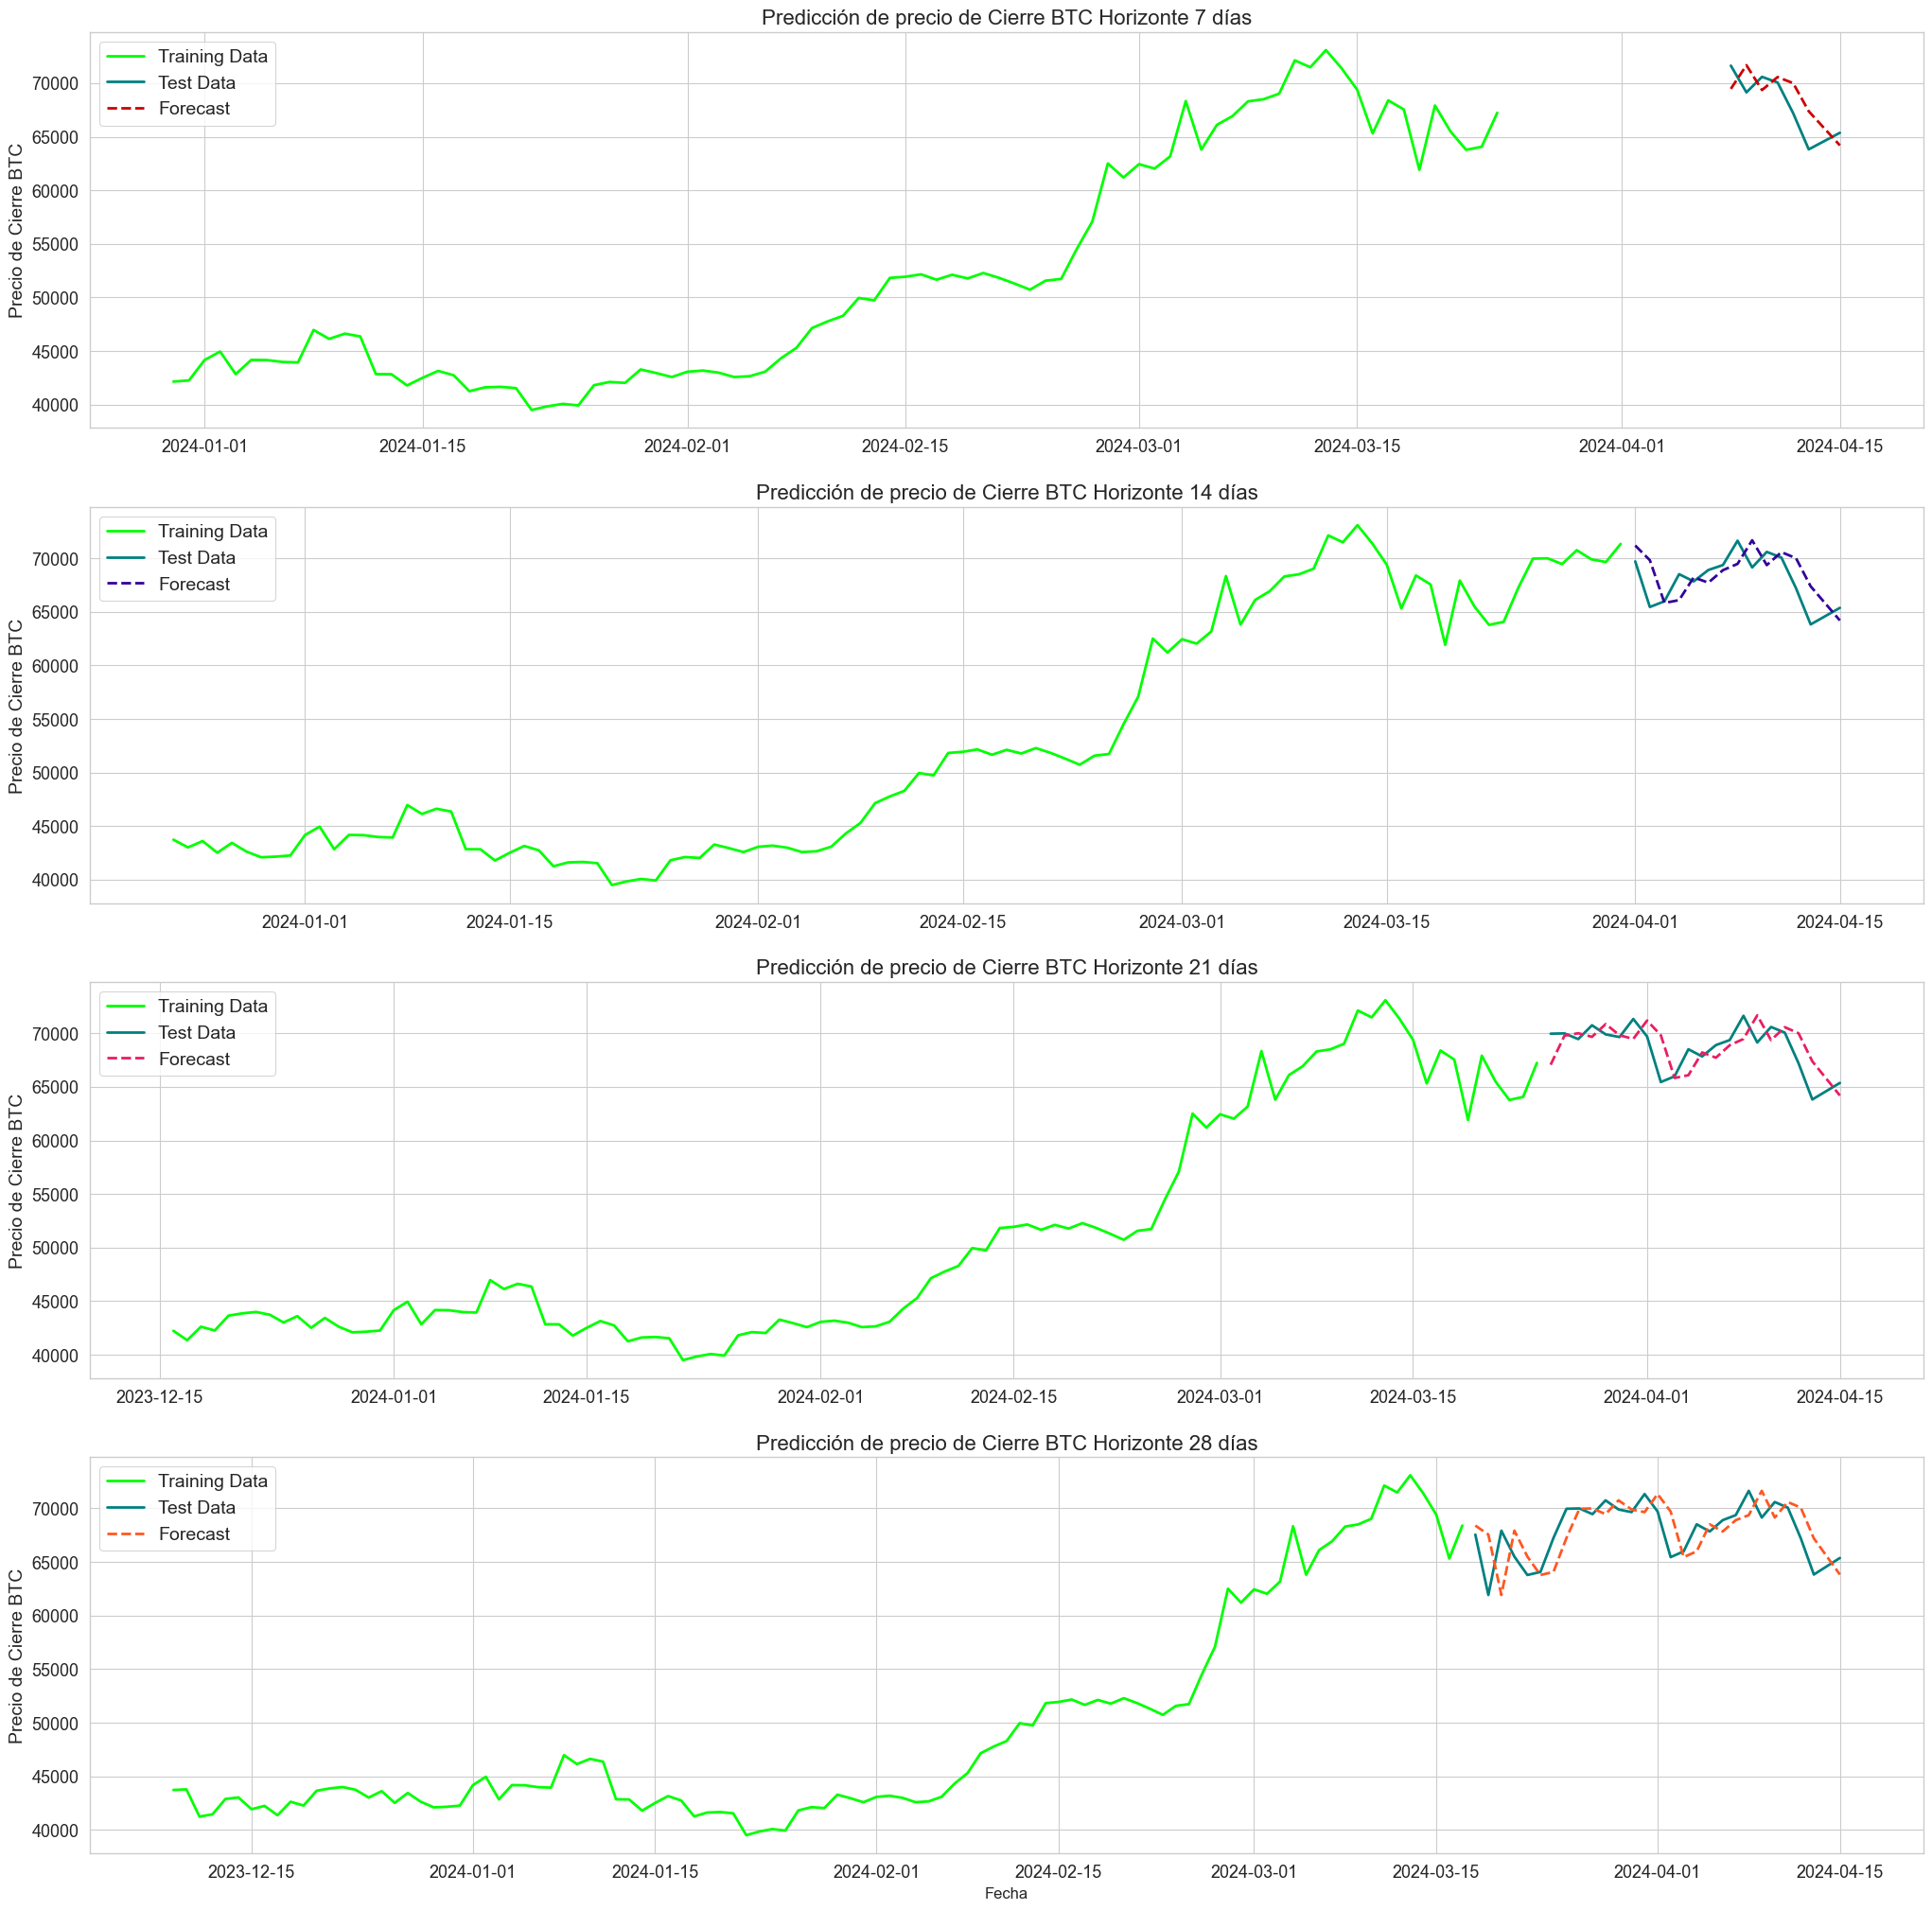 Predicción de precio de Cierre BTC Horizonte 7 días
Training Data
Test Data
Forecast
Precio de Cierre BTC
70000
65000
60000
55000
50000
45000
40000
2024-01-01 2024-01-15 2024-02-01 2024-02-15 2024-03-01 2024-03-15 2024-04-01 2024-04-15
Predicción de precio de Cierre BTC Horizonte 14 días
Training Data
Test Data
Forecast
Precio de Cierre BTC
70000
65000
60000
55000
50000
45000
40000
2024-01-01 2024-01-15 2024-02-01 2024-02-15 2024-03-01 2024-03-15 2024-04-01 2024-04-15
Predicción de precio de Cierre BTC Horizonte 21 días
Training Data
Test Data
Forecast
Precio de Cierre BTC
70000
65000
60000
55000
50000
45000
40000
2023-12-15 2024-01-01 2024-01-15 2024-02-01 2024-02-15 2024-03-01 2024-03-15 2024-04-01 2024-04-15
Predicción de precio de Cierre BTC Horizonte 28 días
Training Data
Test Data
Forecast
Precio de Cierre BTC
70000
65000
60000
55000
50000
45000
40000
2023-12-15 2024-01-01 2024-01-15 2024-02-01 2024-02-15 2024-03-01 2024-03-15 2024-04-01 2024-04-15
Fecha